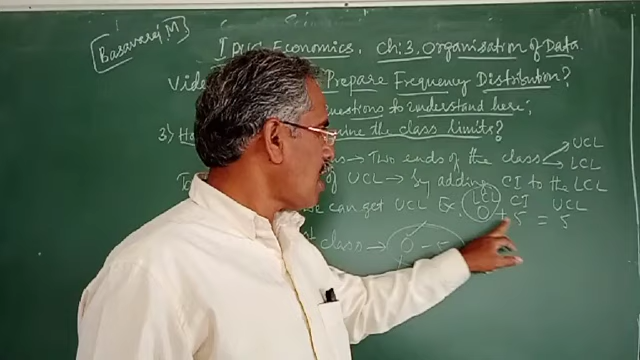 Basavaraj M
I PUC Economics. Ch: 3. Organisation of Data
Prepare Frequency Distribution?
questions to understand here;
3) the class limits?
Two ends of the class UCL
LCL
of UCL → by adding CI to the LCL
can get UCL Ex. LCL CI UCL
0 + 5 = 5
class → 0 - 5